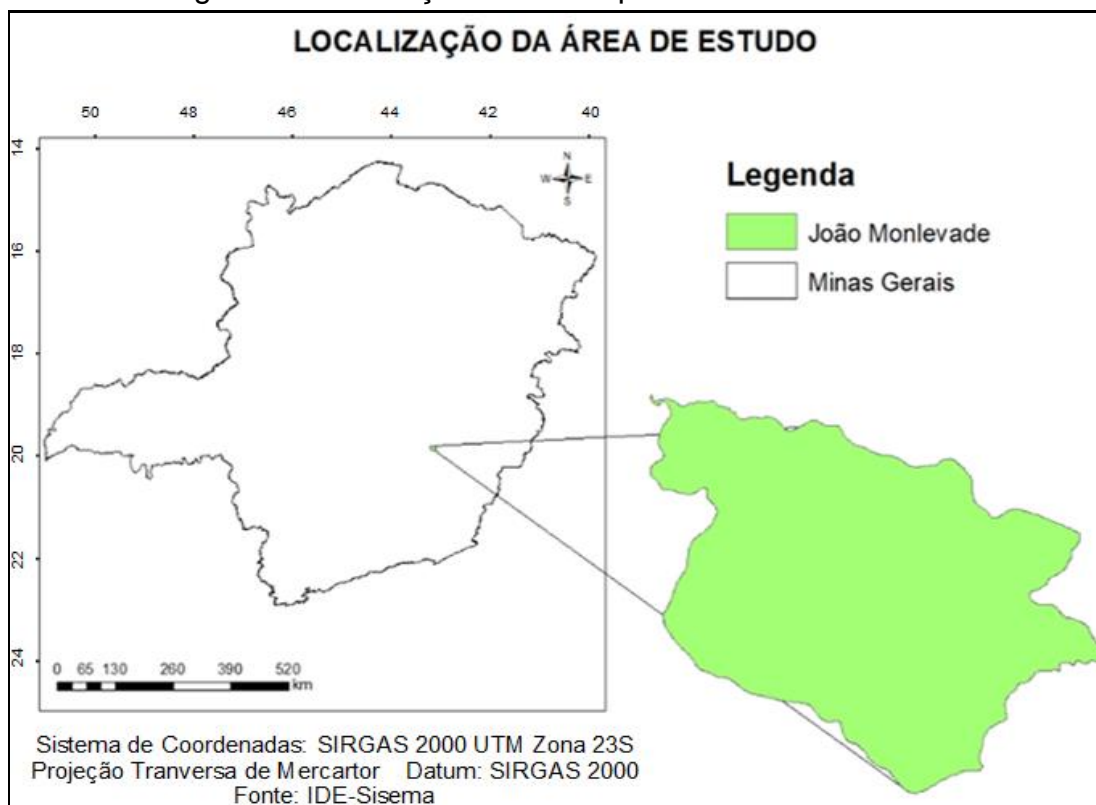 LOCALIZAÇÃO DA ÁREA DE ESTUDO
50 48 46 44 42 40
14
16
18
20
22
24
N
W E
S
Legenda
João Monlevade
Minas Gerais
0 65 130 260 390 520
km
Sistema de Coordenadas: SIRGAS 2000 UTM Zona 23S
Projeção Tranversa de Mercartor Datum: SIRGAS 2000
Fonte: IDE-Sisema